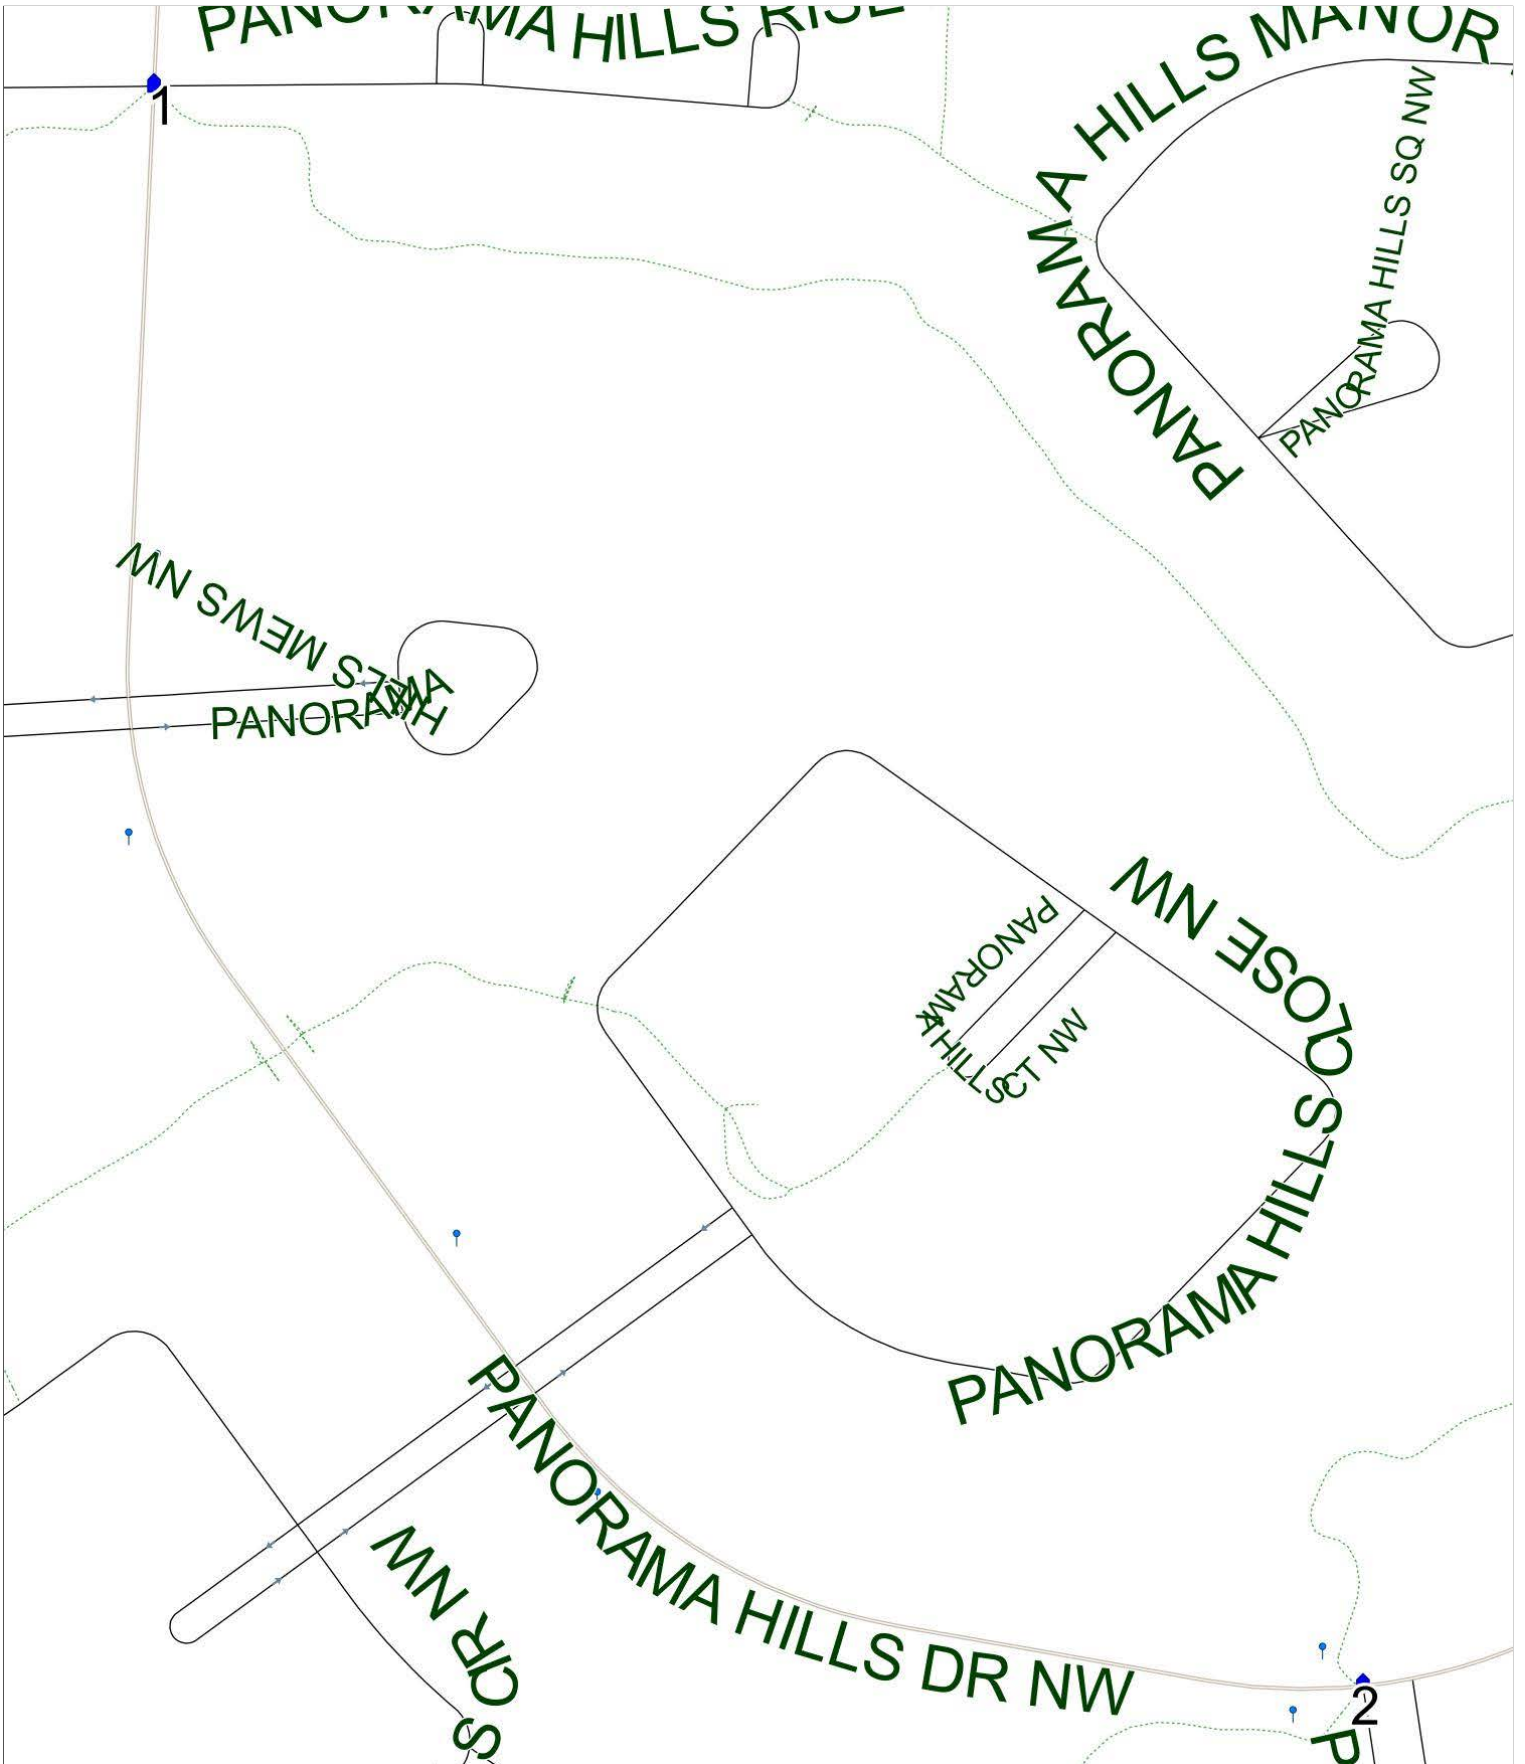 PANORAMA HILLS RISE
PANORAMA HILLS MANOR
PANORAMA HILLS SQ NW
1
PANORAMA HILLS MEWS NW
PANORAMA HILLS CLOSE NW
PANORAMA HILLS CT NW
PANORAMA HILLS DR NW
S CIR NW
2
P